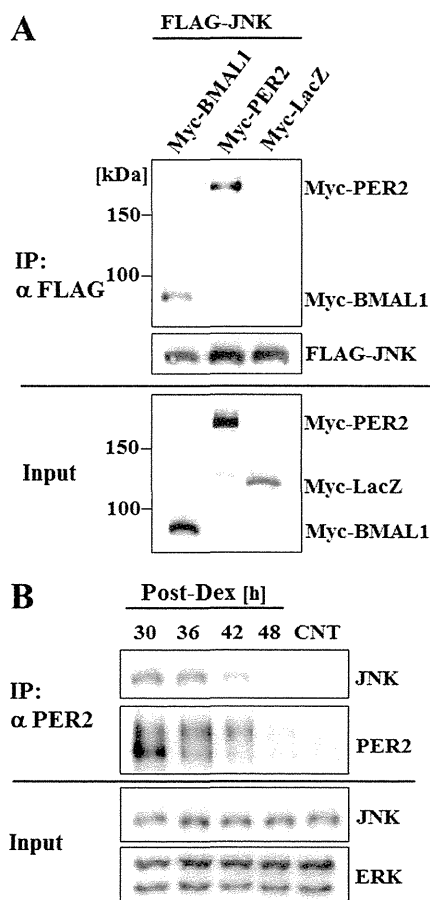 A
FLAG-JNK
Myc-BMAL1
Myc-PER2
Myc-LacZ
[kDa]
150
100
IP:
α FLAG
Myc-PER2
Myc-BMAL1
FLAG-JNK
Input
150
100
Myc-PER2
Myc-LacZ
Myc-BMAL1
B
Post-Dex [h]
30 36 42 48 CNT
IP:
α PER2
JNK
PER2
Input
JNK
ERK